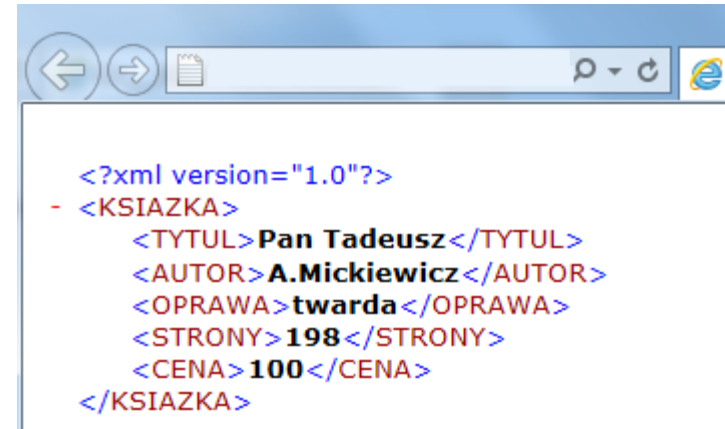 <?xml version="1.0"?>
- <KSIAZKA>
<TYTUL>Pan Tadeusz</TYTUL>
<AUTOR>A.Mickiewicz</AUTOR>
<OPRAWA>twarda</OPRAWA>
<STRONY>198</STRONY>
<CENA>100</CENA>
</KSIAZKA>